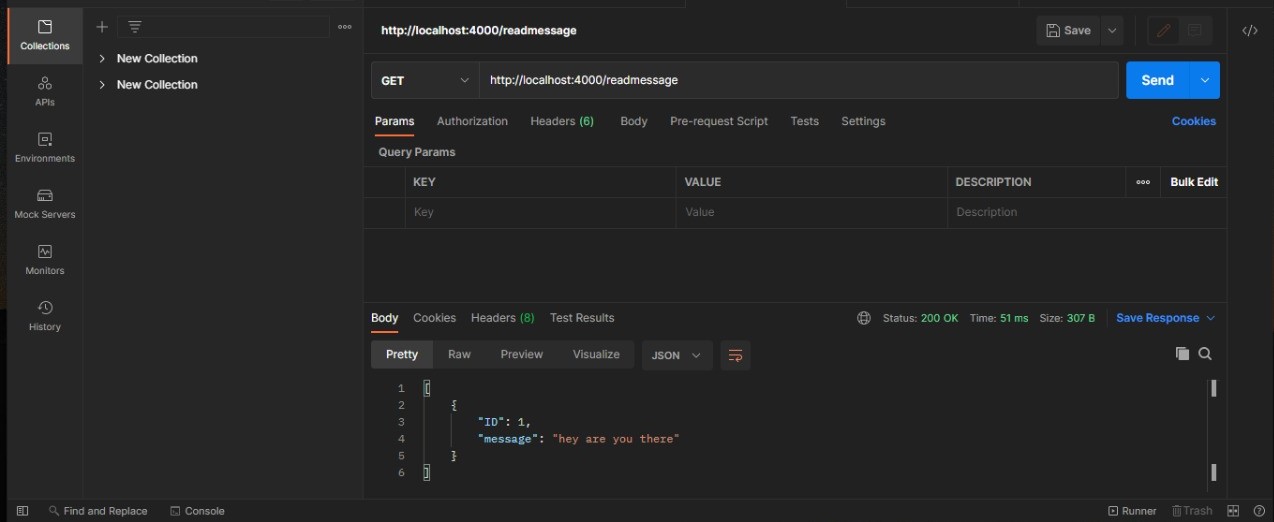 Collections
APIs
Environments
Mock Servers
Monitors
History
New Collection
New Collection
http://localhost:4000/readmessage
Save
GET
http://localhost:4000/readmessage
Send
Params Authorization Headers (6) Body Pre-request Script Tests Settings Cookies
Query Params
KEY VALUE DESCRIPTION Bulk Edit
Key Value Description
Body Cookies Headers (8) Test Results Status: 200 OK Time: 51 ms Size: 307 B Save Response
Pretty Raw Preview Visualize JSON
1 [
2 {
3 "ID": 1,
4 "message": "hey are you there"
5 }
6 ]
Find and Replace Console Runner Trash